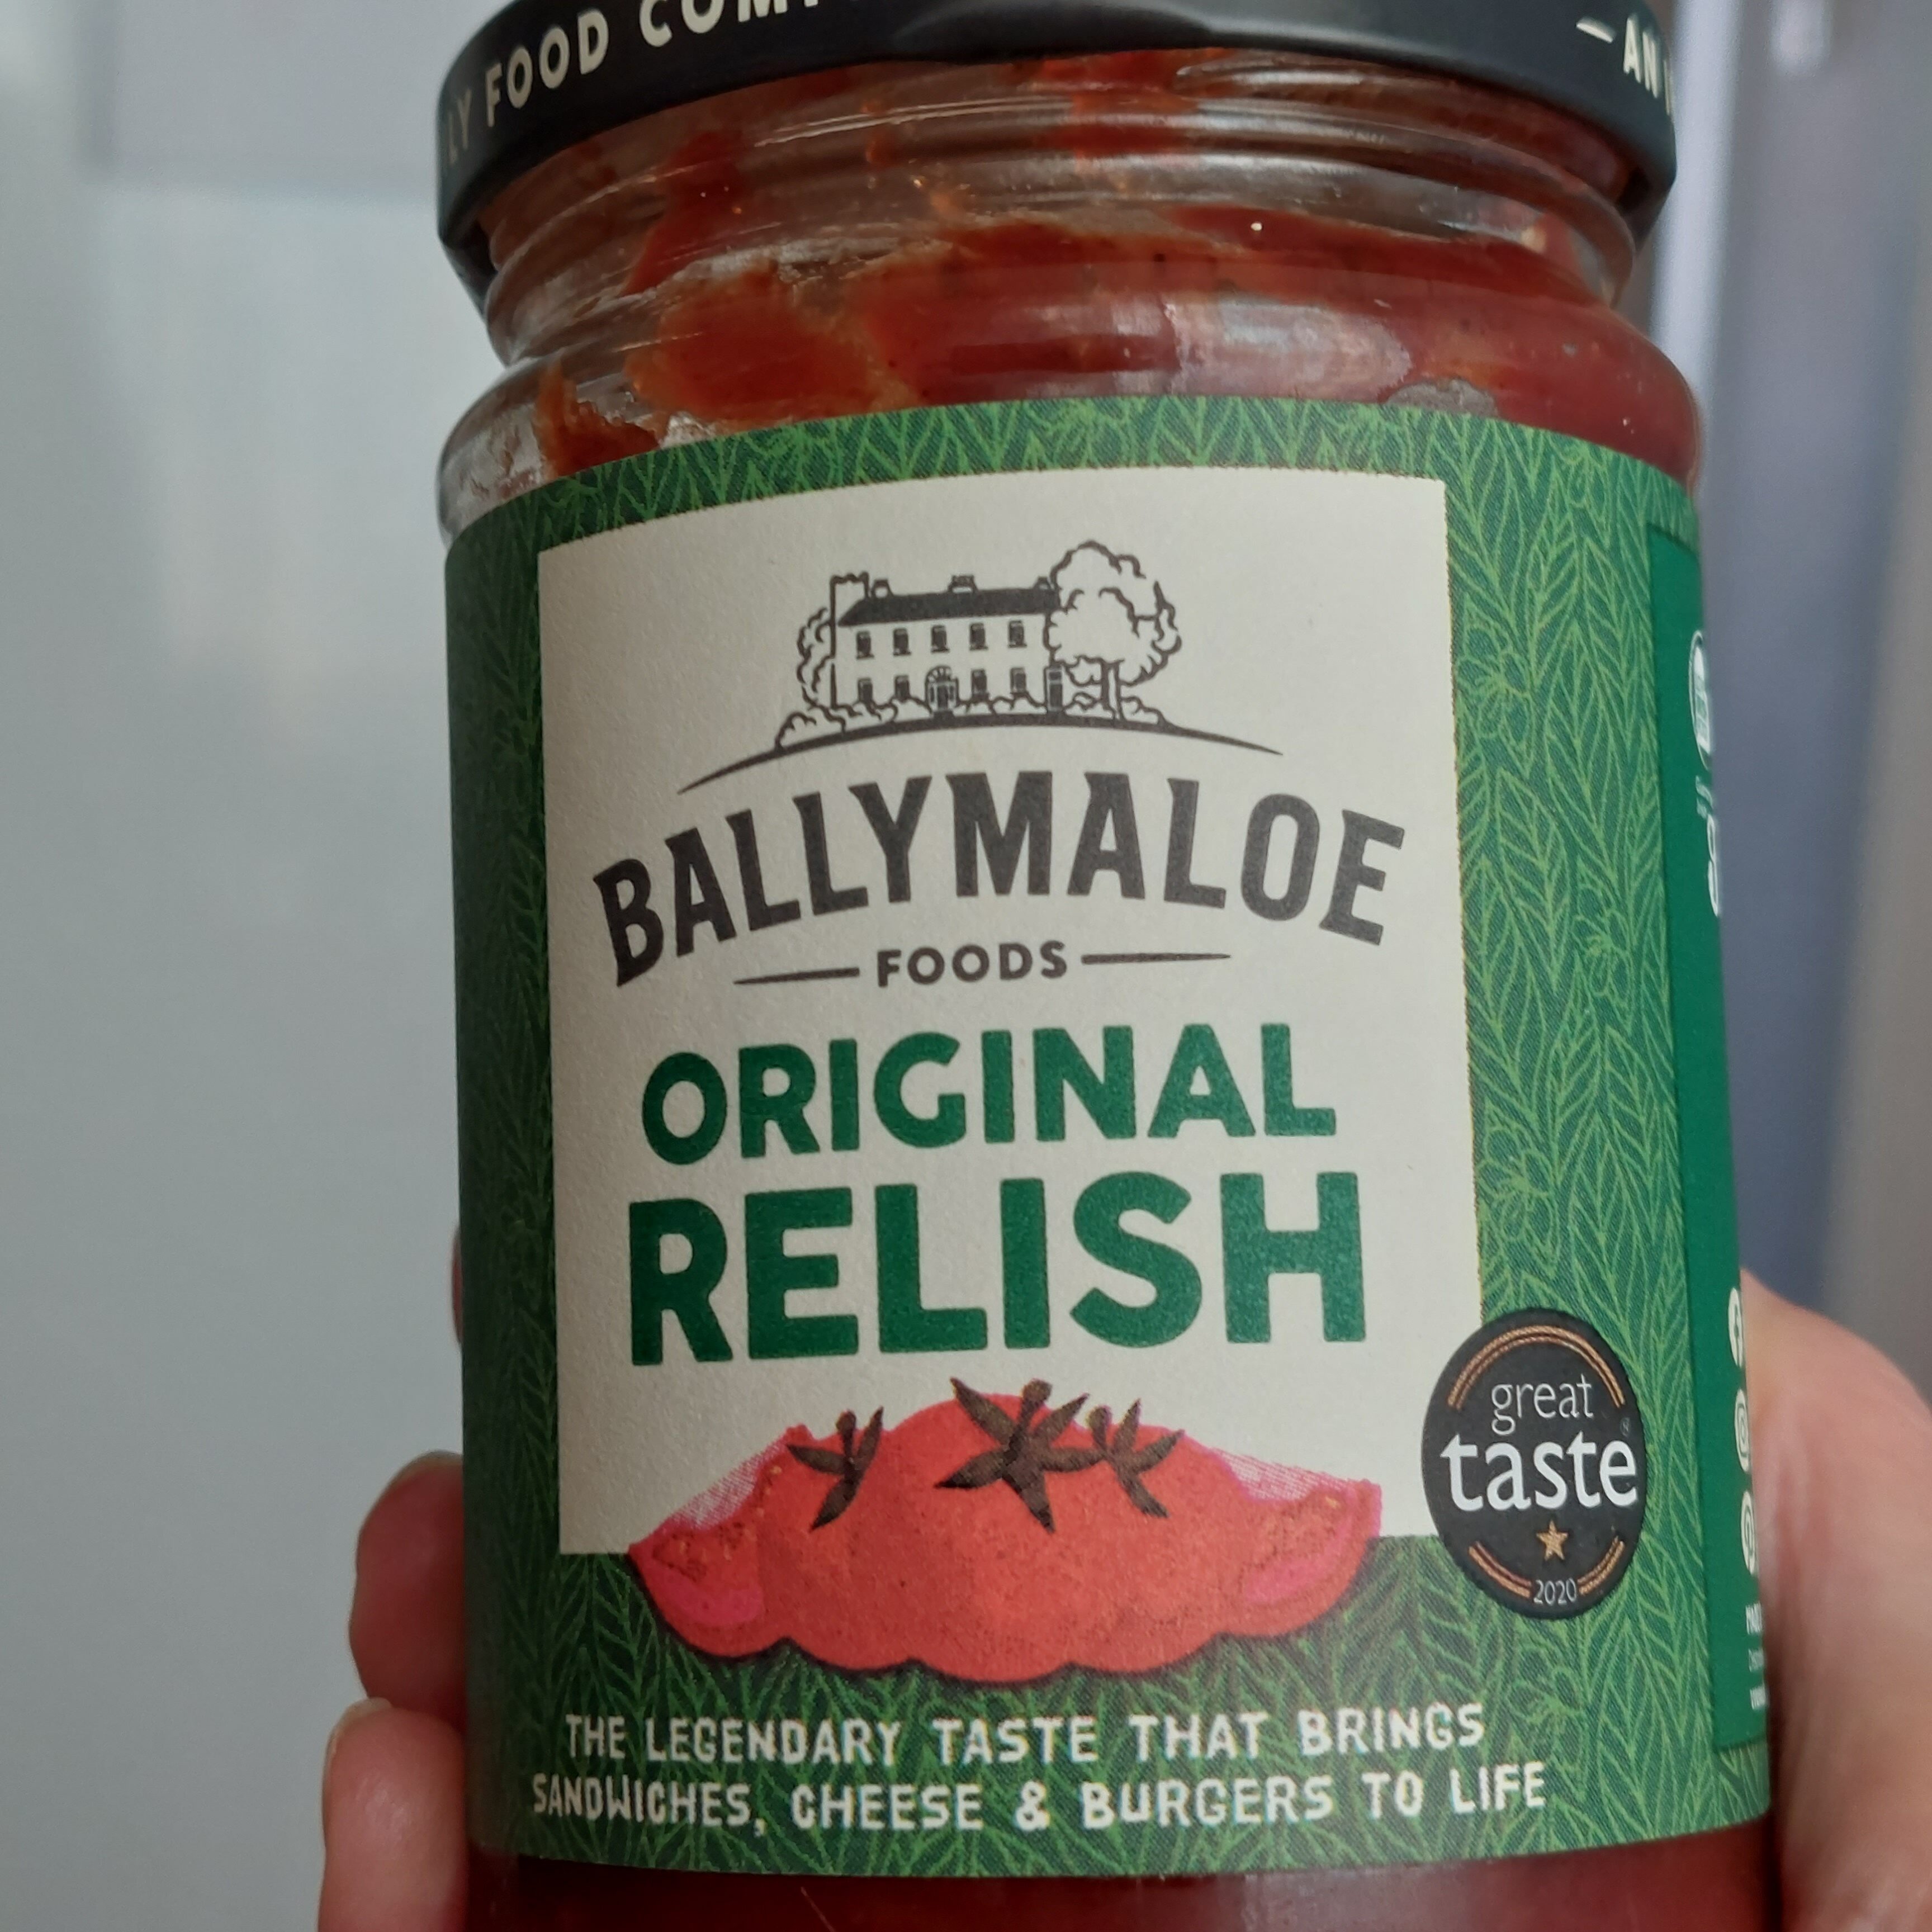 LY FOOD COM
— AN
BALLYMALOE
FOODS
ORIGINAL
RELISH
great
taste
2020
THE LEGENDARY TASTE THAT BRINGS
SANDWICHES, CHEESE & BURGERS TO LIFE